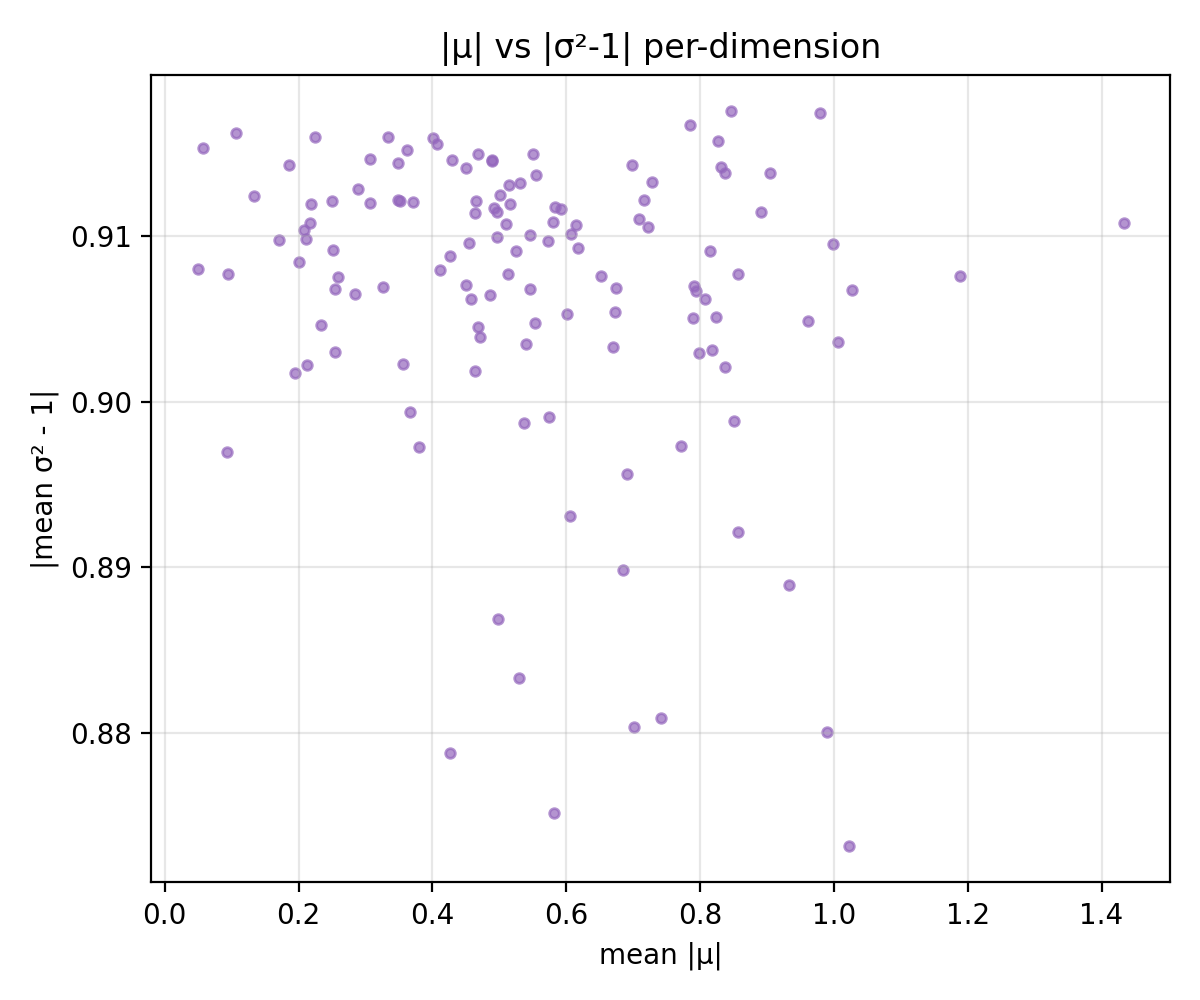 |μ| vs |σ²-1| per-dimension
|mean σ² - 1|
0.91
0.90
0.89
0.88
0.0 0.2 0.4 0.6 0.8 1.0 1.2 1.4
mean |μ|